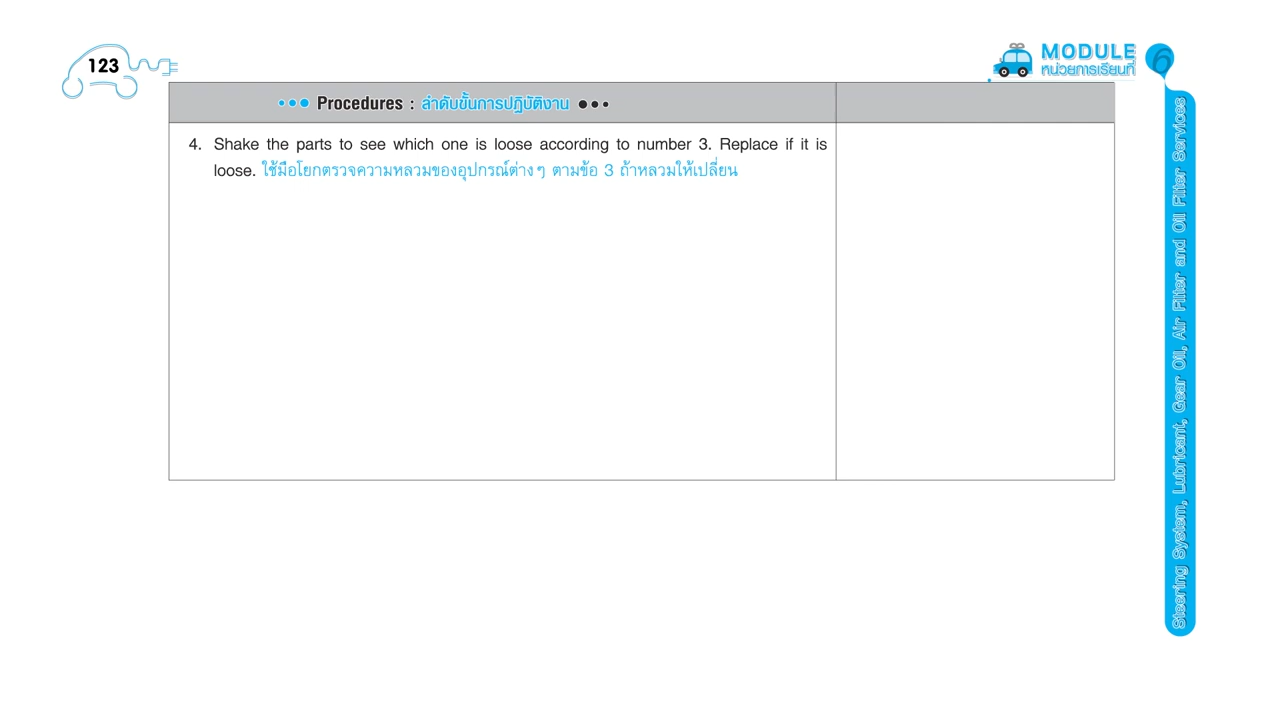 123
MODULE 6
หน่วยการเรียนที่
Procedures : ลำดับขั้นการปฏิบัติงาน
4. Shake the parts to see which one is loose according to number 3. Replace if it is
loose. ใช้มือโยกตรวจความหลวมของอุปกรณ์ต่างๆ ตามข้อ 3 ถ้าหลวมให้เปลี่ยน
Steering System, Lubricant, Gear Oil, Air Filter and Oil Filter Services